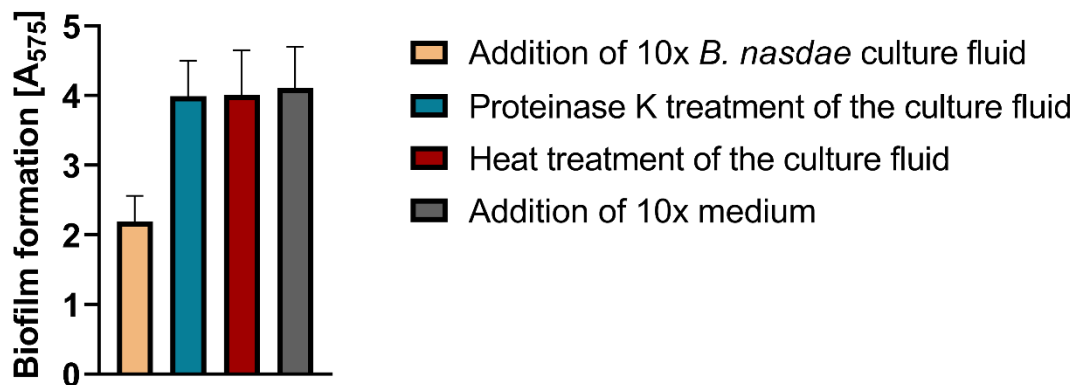 Biofilm formation [A575]
5
4
3
2
1
0
Addition of 10x B. nasdae culture fluid
Proteinase K treatment of the culture fluid
Heat treatment of the culture fluid
Addition of 10x medium